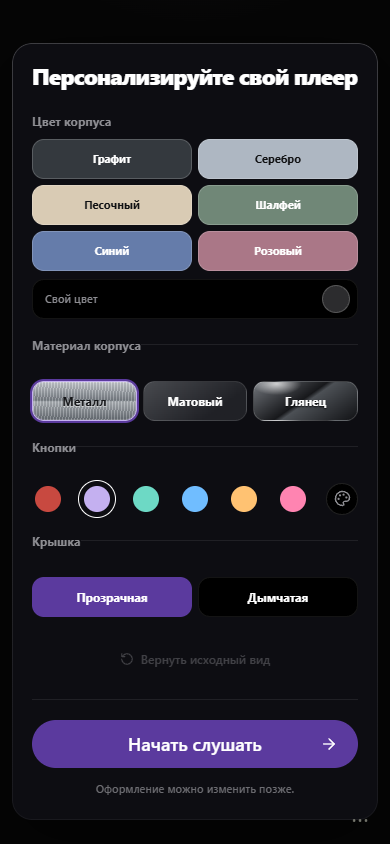 Персонализируйте свой плеер
Цвет корпуса
Графит
Серебро
Песочный
Шалфей
Синий
Розовый
Свой цвет
Материал корпуса
Металл
Матовый
Глянец
Кнопки
Крышка
Прозрачная
Дымчатая
Вернуть исходный вид
Начать слушать
Оформление можно изменить позже.